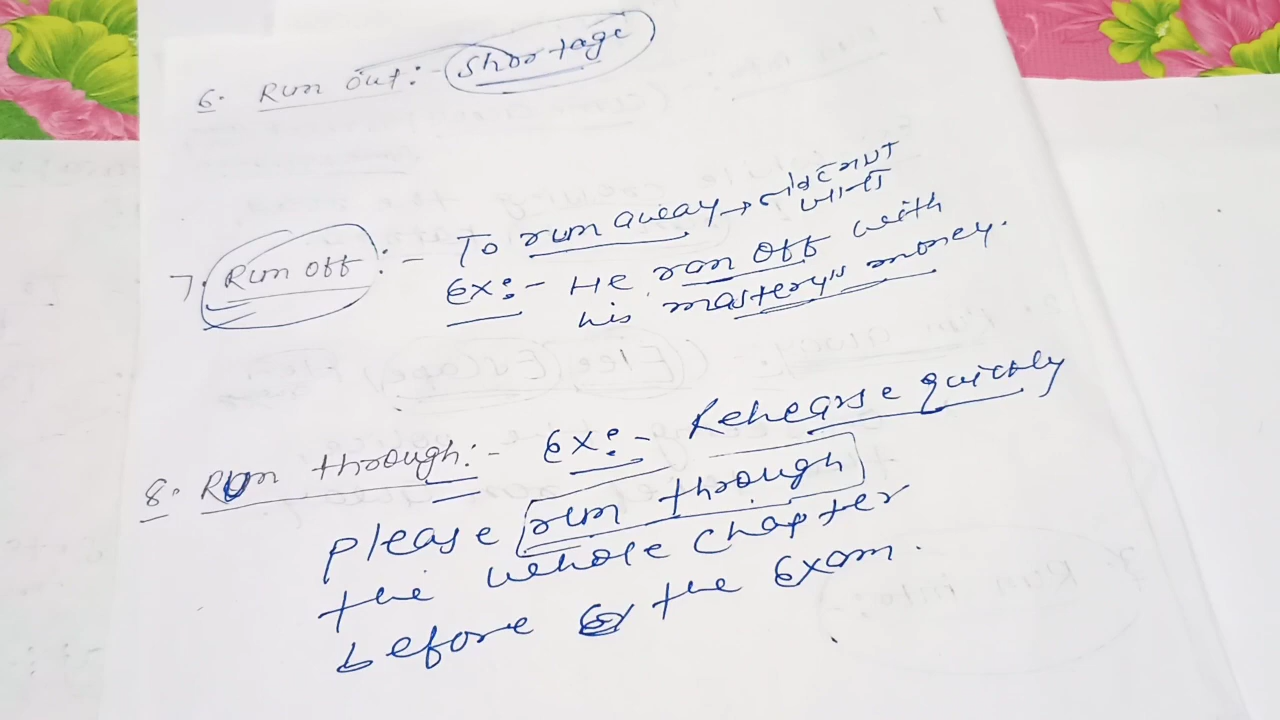 6. Run out:- Shortage
7. Run off:- To run away →
Ex:- He ran off with
his mastery's money.
8. Run through:- Ex:- Rehearse quickly
please run through
the whole chapter
before the Exam.